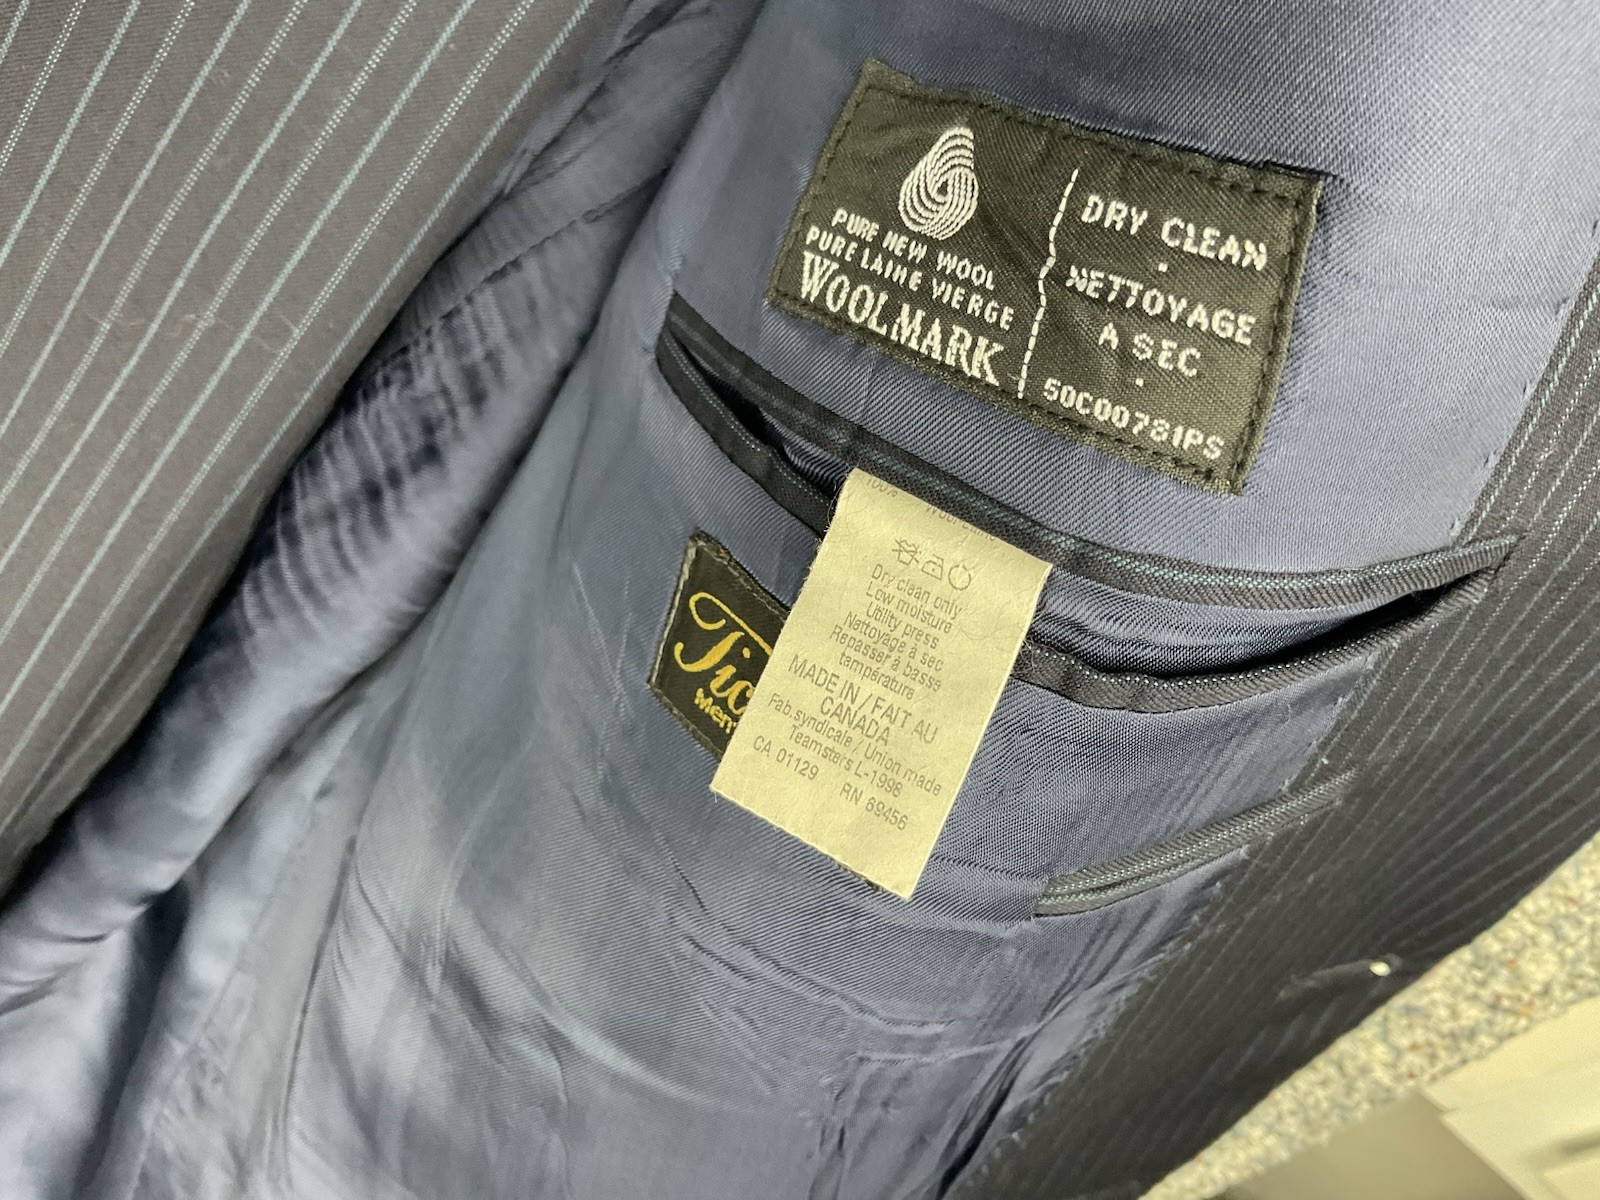 PURE NEW WOOL
PURE LAINE VIERGE
WOOLMARK
DRY CLEAN
.
NETTOYAGE
A SEC
.
50C00781PS
100%
Dry clean only
Low moisture
Utility press
Nettoyage à sec
Repasser à basse
tampérature
MADE IN / FAIT AU
CANADA
Fab.syndicale / Union made
Teamsters L-1998
CA 01129 RN 69456